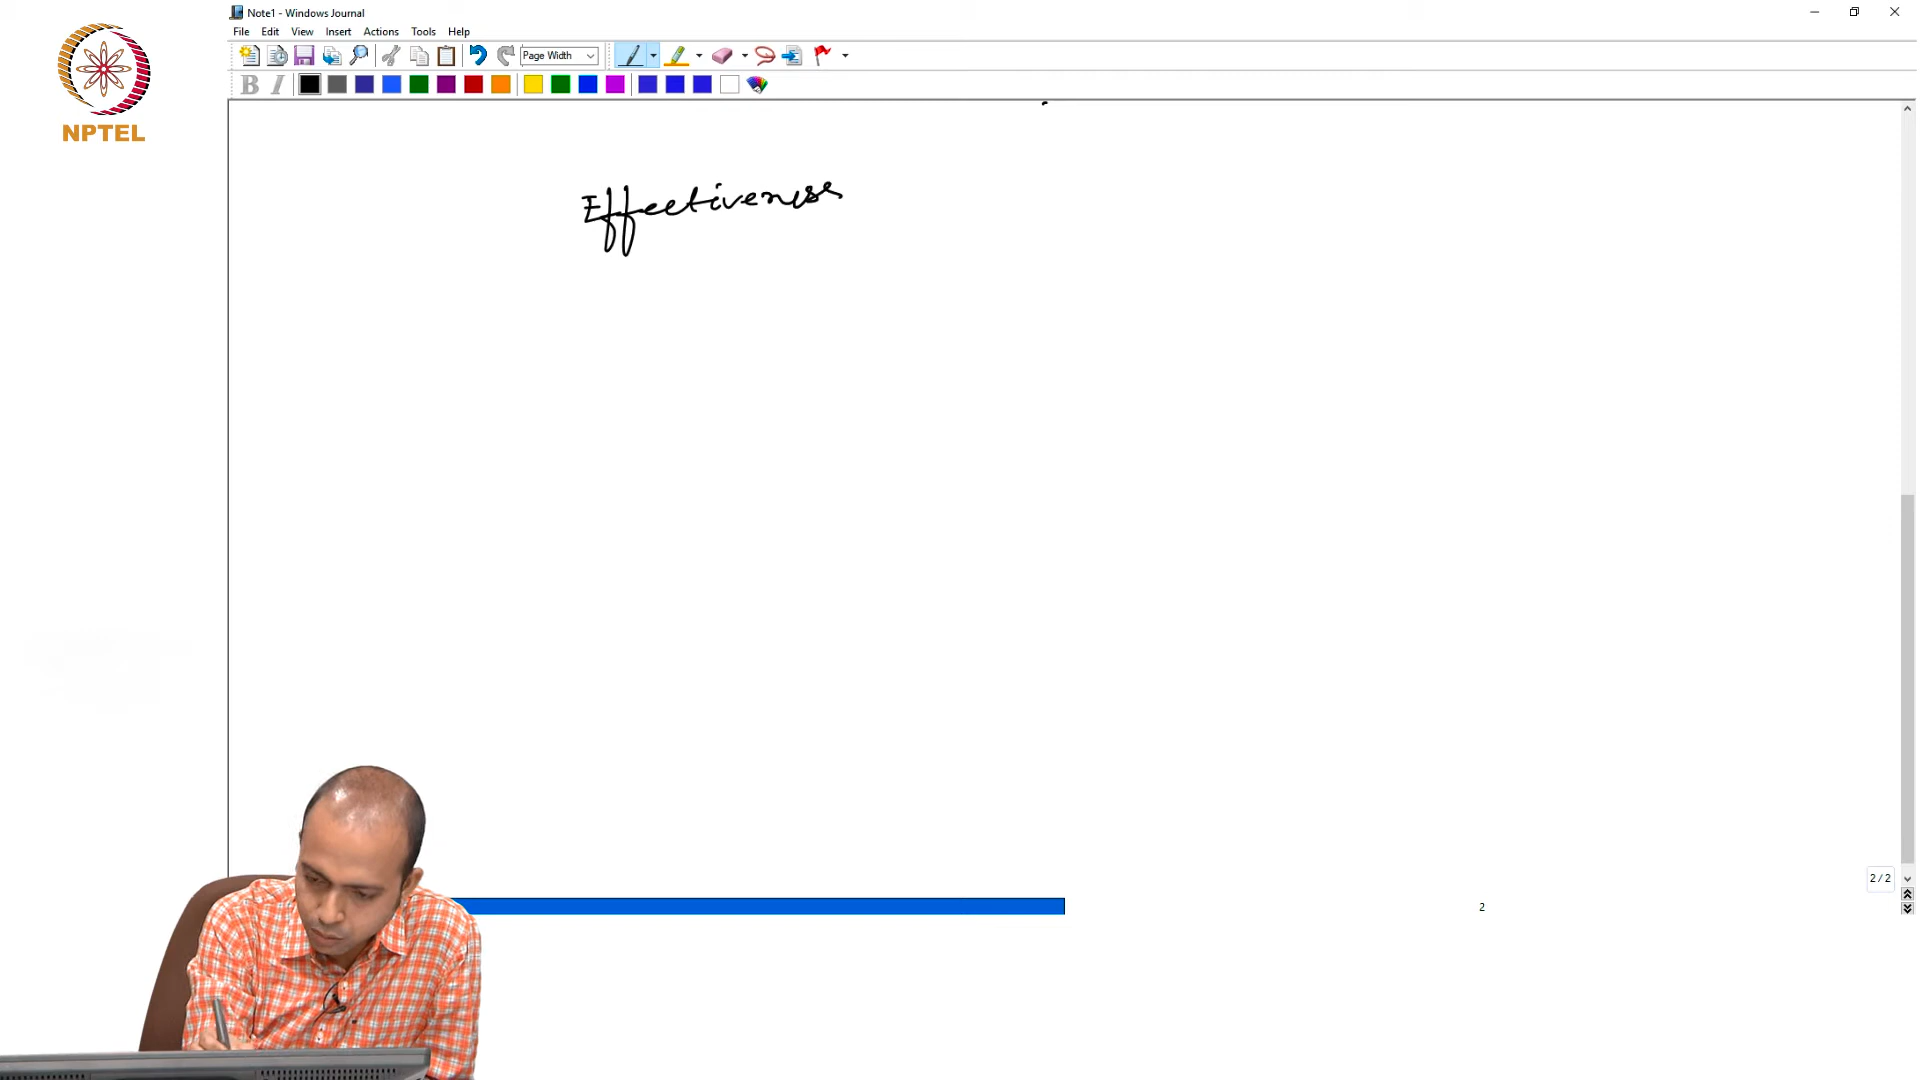 Note1 - Windows Journal
File Edit View Insert Actions Tools Help
Page Width
B I
NPTEL
Effectiveness
2 / 2
2